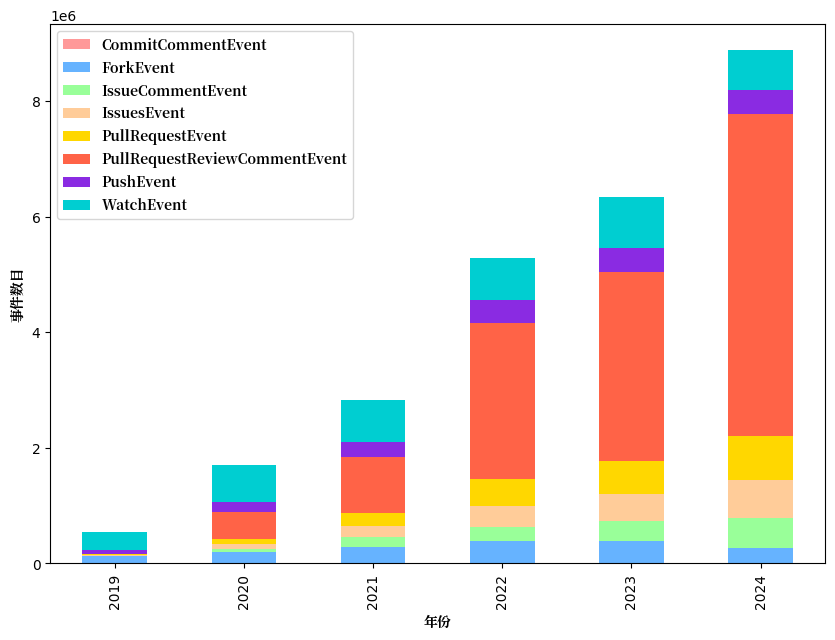 1e6
CommitCommentEvent
ForkEvent
IssueCommentEvent
IssuesEvent
PullRequestEvent
PullRequestReviewCommentEvent
PushEvent
WatchEvent
8
6
4
2
0
事件数目
2019
2020
2021
2022
2023
2024
年份